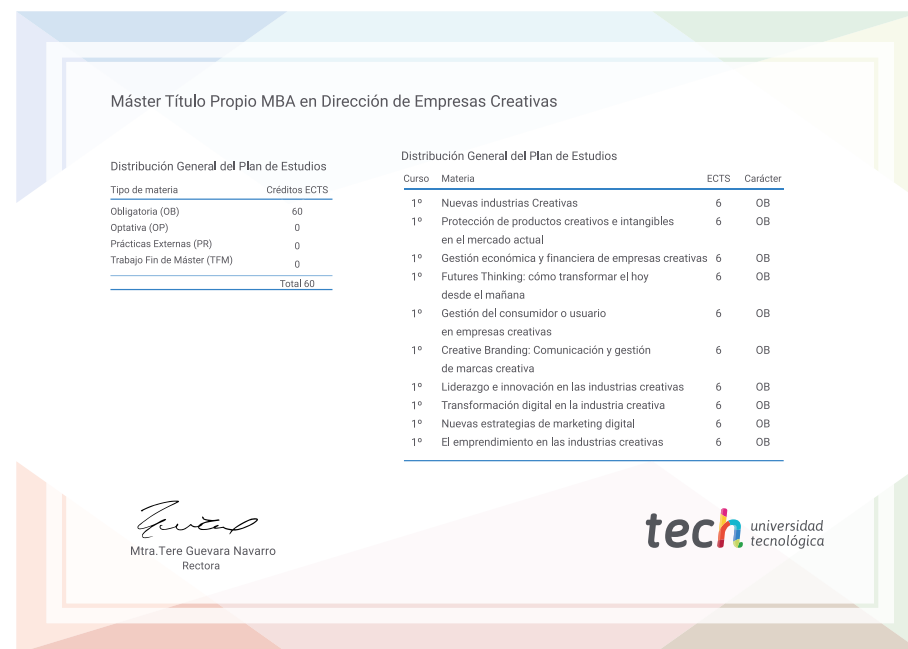 Máster Título Propio MBA en Dirección de Empresas Creativas
Distribución General del Plan de Estudios
Tipo de materia Créditos ECTS
Obligatoria (OB) 60
Optativa (OP) 0
Prácticas Externas (PR) 0
Trabajo Fin de Máster (TFM) 0
Total 60
Distribución General del Plan de Estudios
Curso Materia ECTS Carácter
1º Nuevas industrias Creativas 6 OB
1º Protección de productos creativos e intangibles 6 OB
en el mercado actual
1º Gestión económica y financiera de empresas creativas 6 OB
1º Futures Thinking: cómo transformar el hoy 6 OB
desde el mañana
1º Gestión del consumidor o usuario 6 OB
en empresas creativas
1º Creative Branding: Comunicación y gestión 6 OB
de marcas creativa
1º Liderazgo e innovación en las industrias creativas 6 OB
1º Transformación digital en la industria creativa 6 OB
1º Nuevas estrategias de marketing digital 6 OB
1º El emprendimiento en las industrias creativas 6 OB
Mtra.Tere Guevara Navarro
Rectora
tech universidad
tecnológica